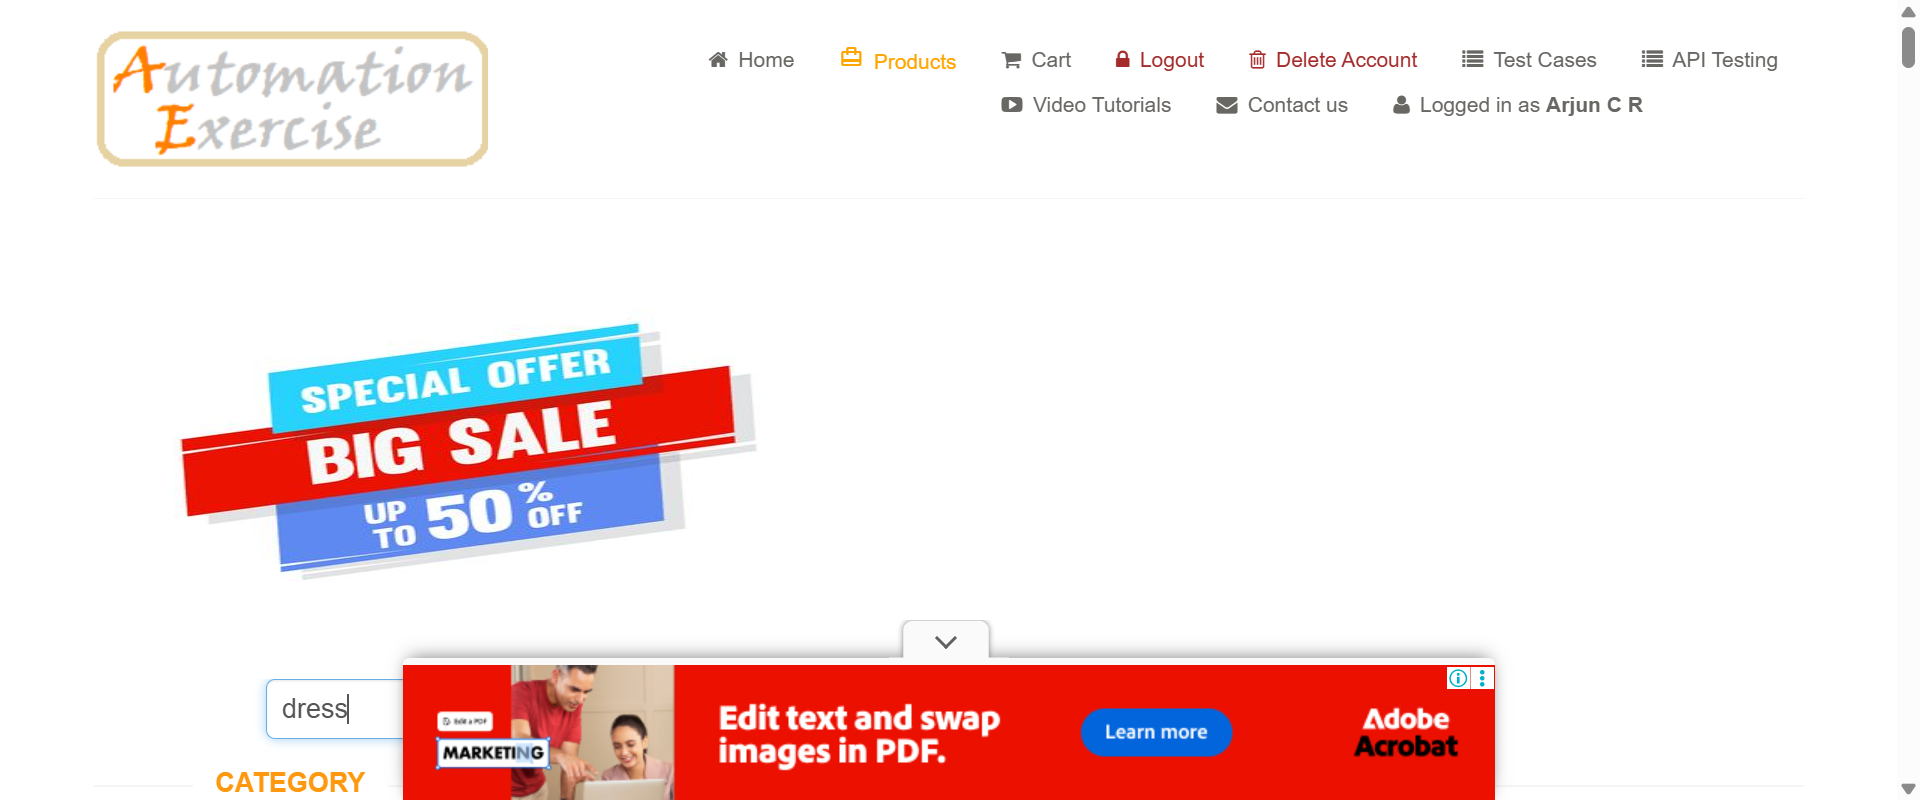 Automation
Exercise
Home Products Cart Logout Delete Account Test Cases API Testing
Video Tutorials Contact us Logged in as Arjun C R
SPECIAL OFFER
BIG SALE
UP TO 50% OFF
dress
Edit a PDF
MARKETING
Edit text and swap
images in PDF.
Learn more
Adobe
Acrobat
CATEGORY